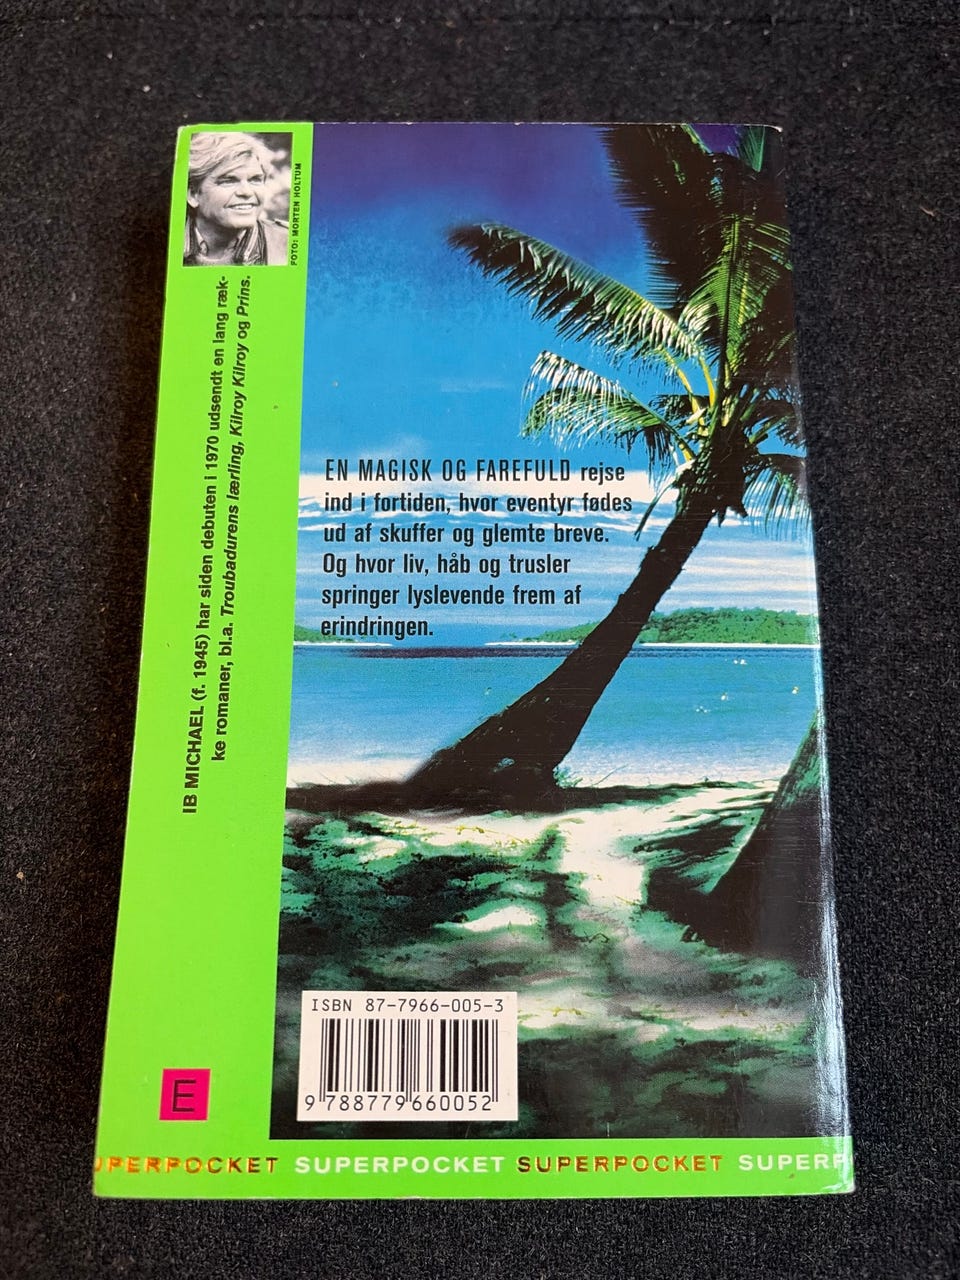 FOTO: MORTEN HOLTUM
IB MICHAEL (f. 1945) har siden debuten i 1970 udsendt en lang ræk-
ke romaner, bl.a. Troubadurens lærling, Kilroy Kilroy og Prins.
EN MAGISK OG FAREFULD rejse
ind i fortiden, hvor eventyr fødes
ud af skuffer og glemte breve.
Og hvor liv, håb og trusler
springer lyslevende frem af
erindringen.
ISBN 87-7966-005-3
9 788779 660052
E
UPERPOCKET SUPERPOCKET SUPERPOCKET SUPERP